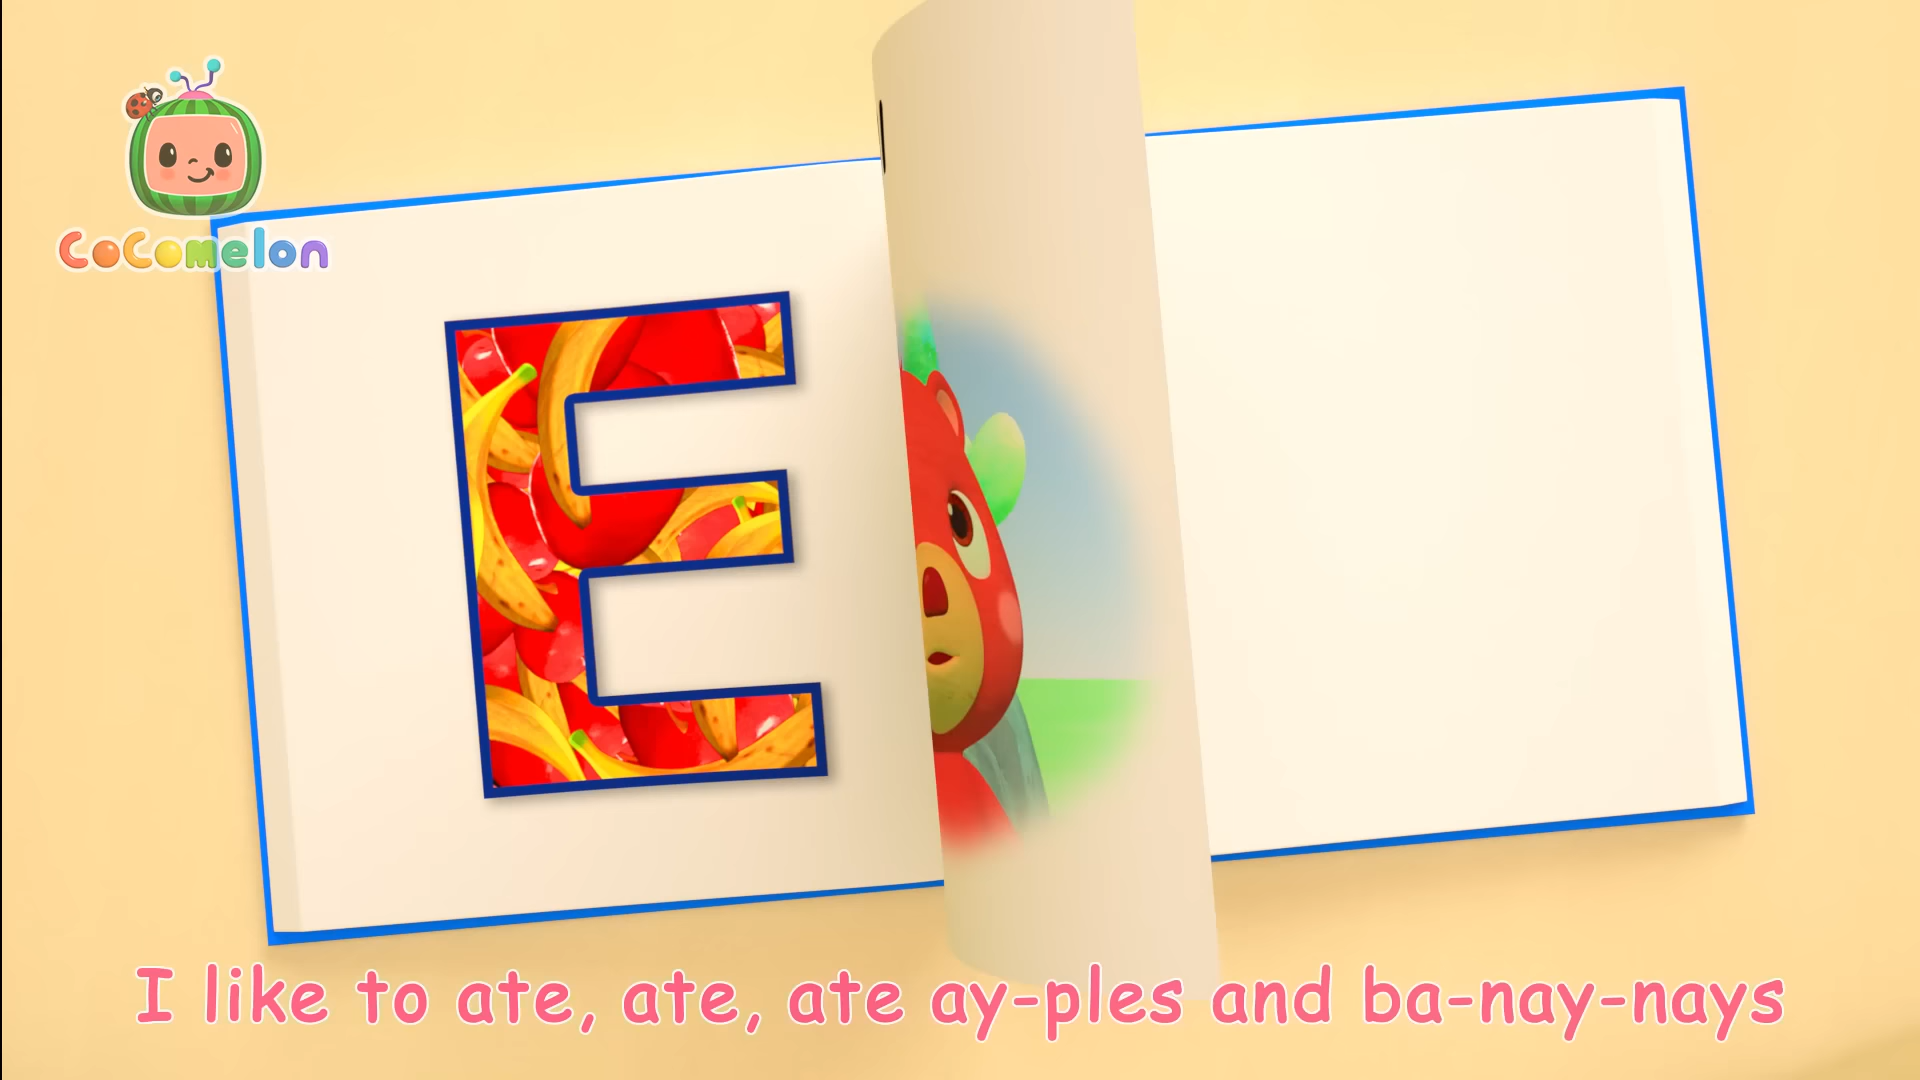 CoComelon
E
I like to ate, ate, ate ay-ples and ba-nay-nays